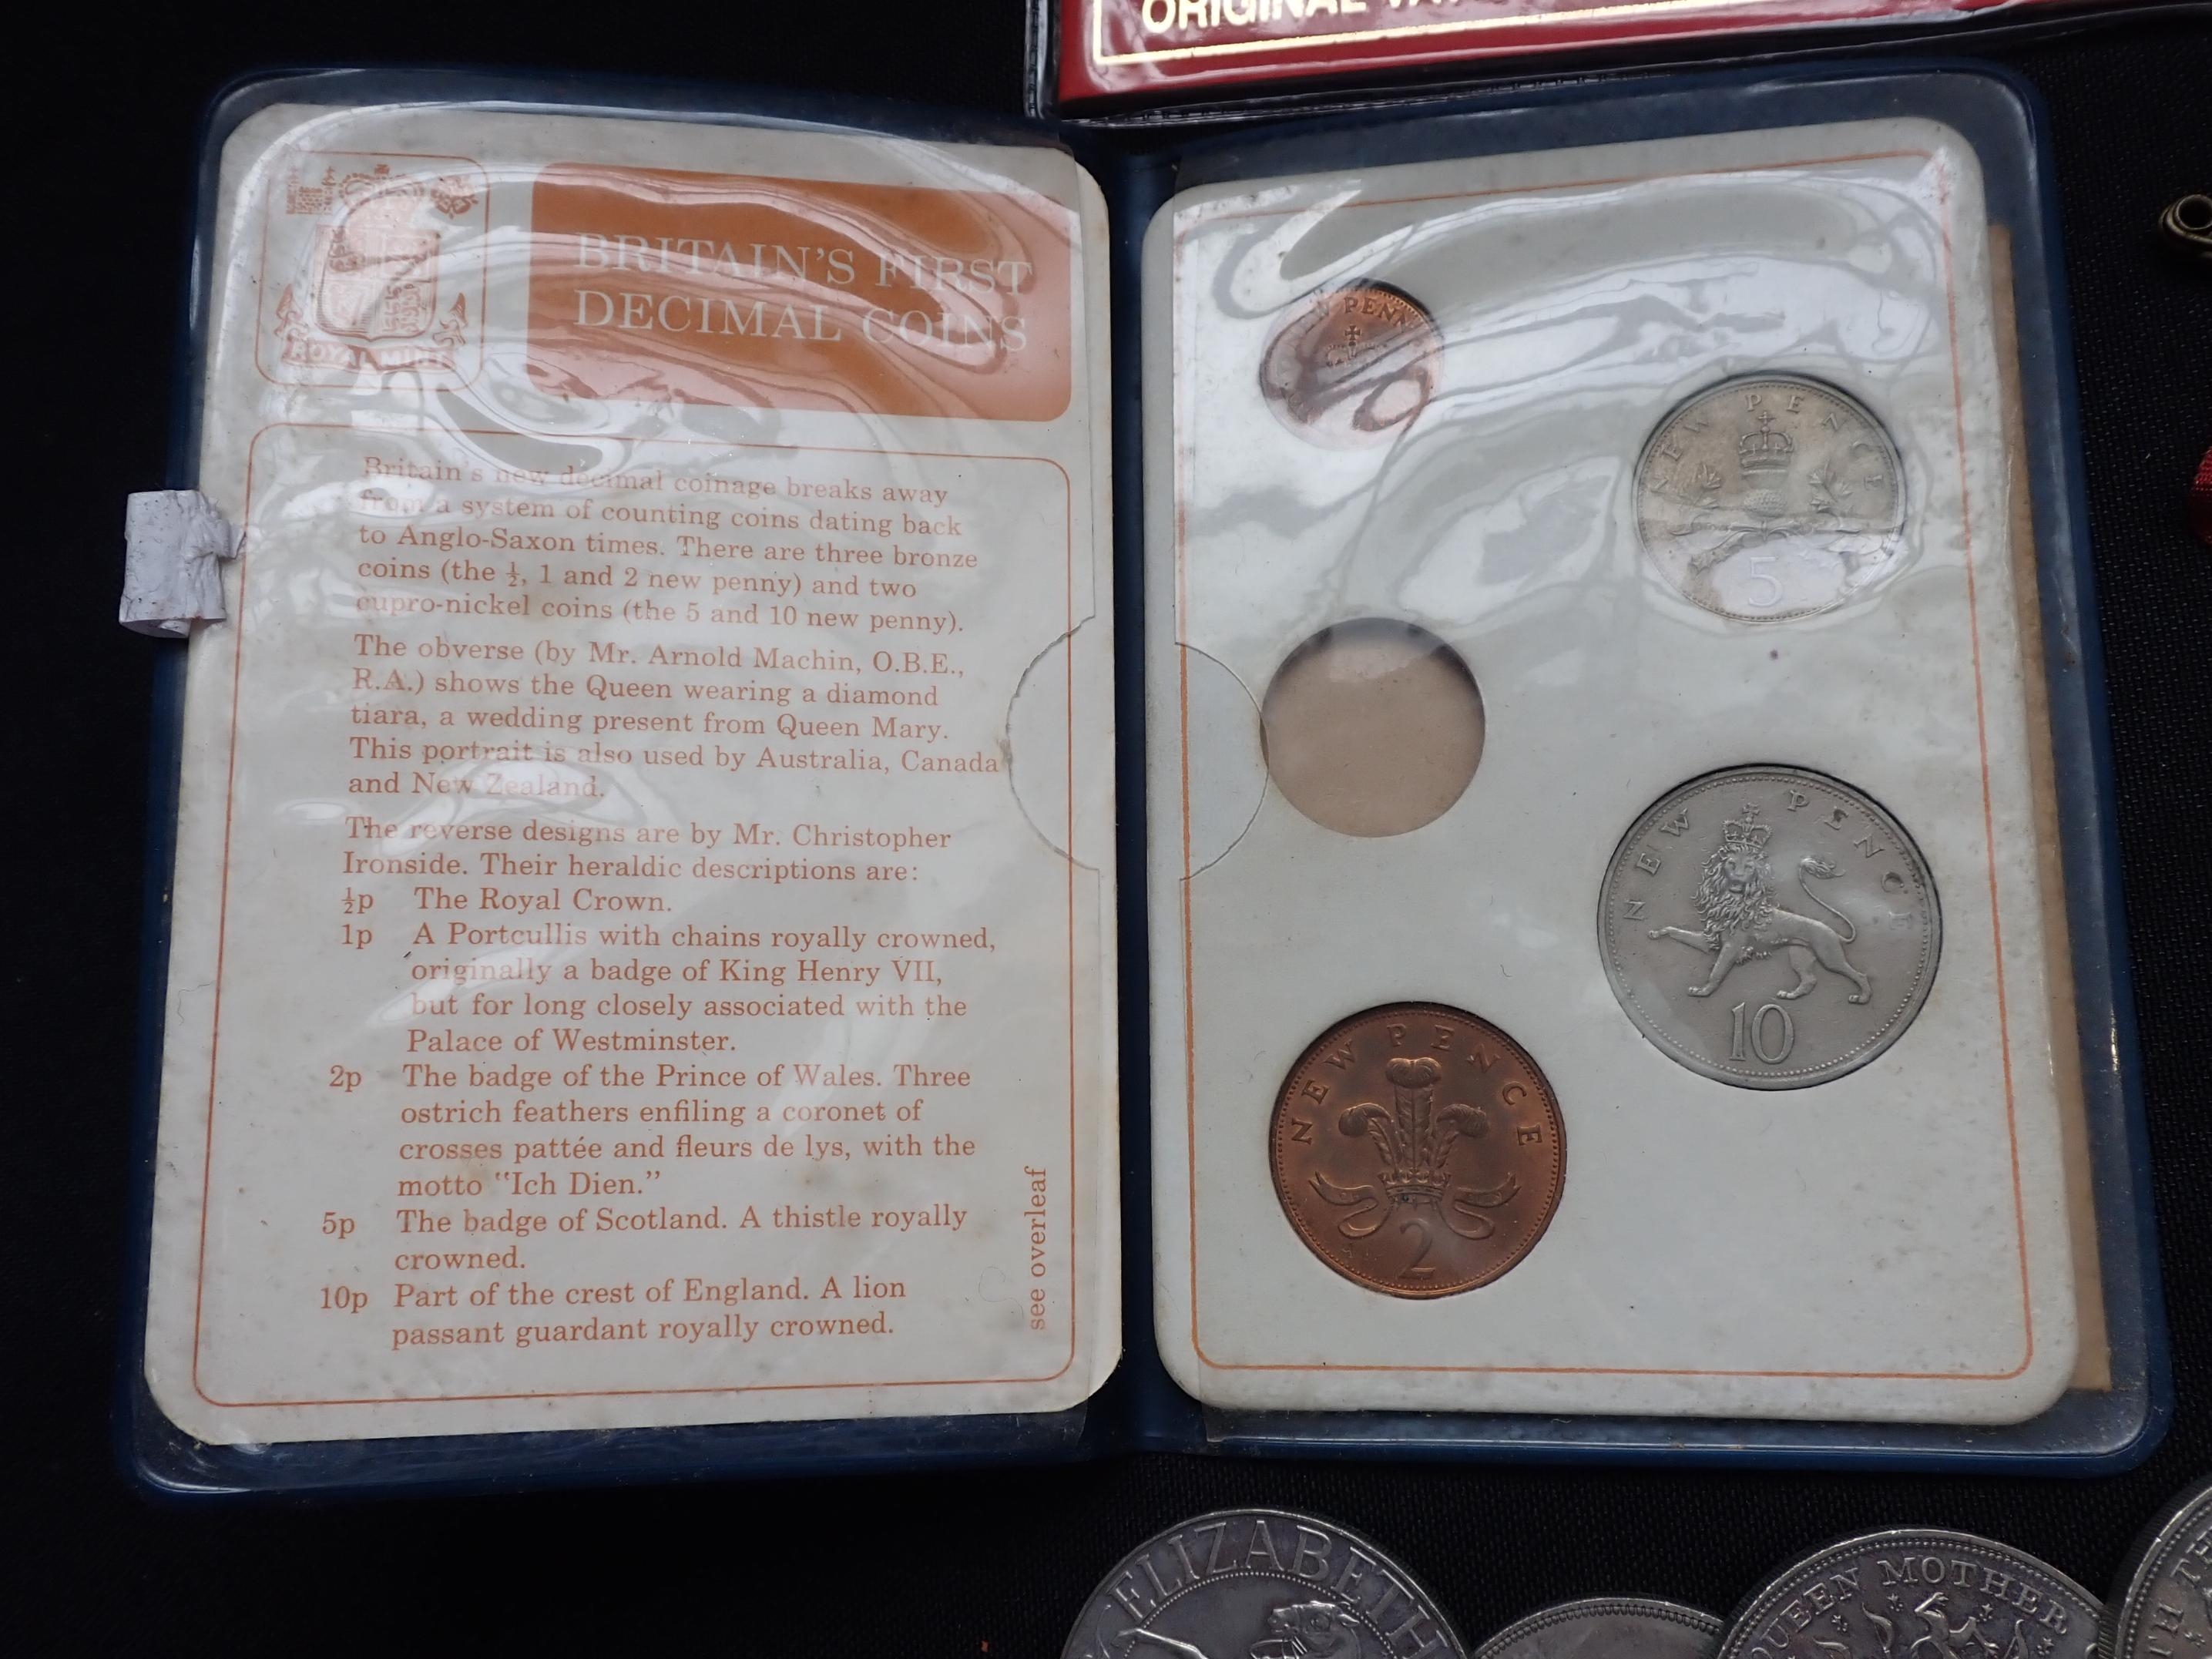 ORIGINAL
ROYAL MINT
BRITAIN'S FIRST
DECIMAL COINS
Britain's new decimal coinage breaks away
from a system of counting coins dating back
to Anglo-Saxon times. There are three bronze
coins (the ½, 1 and 2 new penny) and two
cupro-nickel coins (the 5 and 10 new penny).
The obverse (by Mr. Arnold Machin, O.B.E.,
R.A.) shows the Queen wearing a diamond
tiara, a wedding present from Queen Mary.
This portrait is also used by Australia, Canada
and New Zealand.
The reverse designs are by Mr. Christopher
Ironside. Their heraldic descriptions are:
½p The Royal Crown.
1p A Portcullis with chains royally crowned,
originally a badge of King Henry VII,
but for long closely associated with the
Palace of Westminster.
2p The badge of the Prince of Wales. Three
ostrich feathers enfiling a coronet of
crosses pattée and fleurs de lys, with the
motto "Ich Dien."
5p The badge of Scotland. A thistle royally
crowned.
10p Part of the crest of England. A lion
passant guardant royally crowned.
see overleaf
NEW PENCE
5
NEW PENCE
10
NEW PENCE
2
ELIZABETH
QUEEN MOTHER